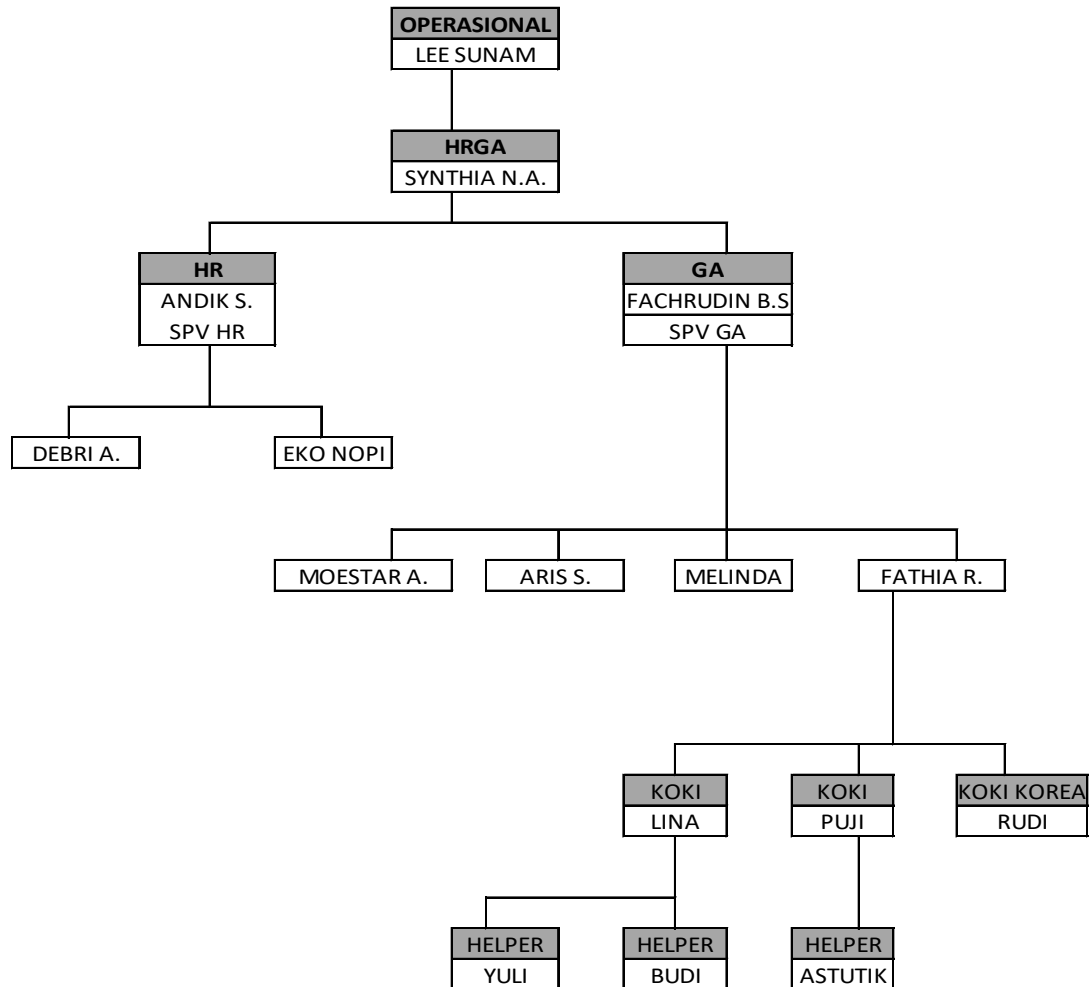 OPERASIONAL
LEE SUNAM
HRGA
SYNTHIA N.A.
HR
ANDIK S.
SPV HR
GA
FACHRUDIN B.S
SPV GA
DEBRI A.
EKO NOPI
MOESTAR A.
ARIS S.
MELINDA
FATHIA R.
KOKI
LINA
KOKI
PUJI
KOKI KOREA
RUDI
HELPER
YULI
HELPER
BUDI
HELPER
ASTUTIK